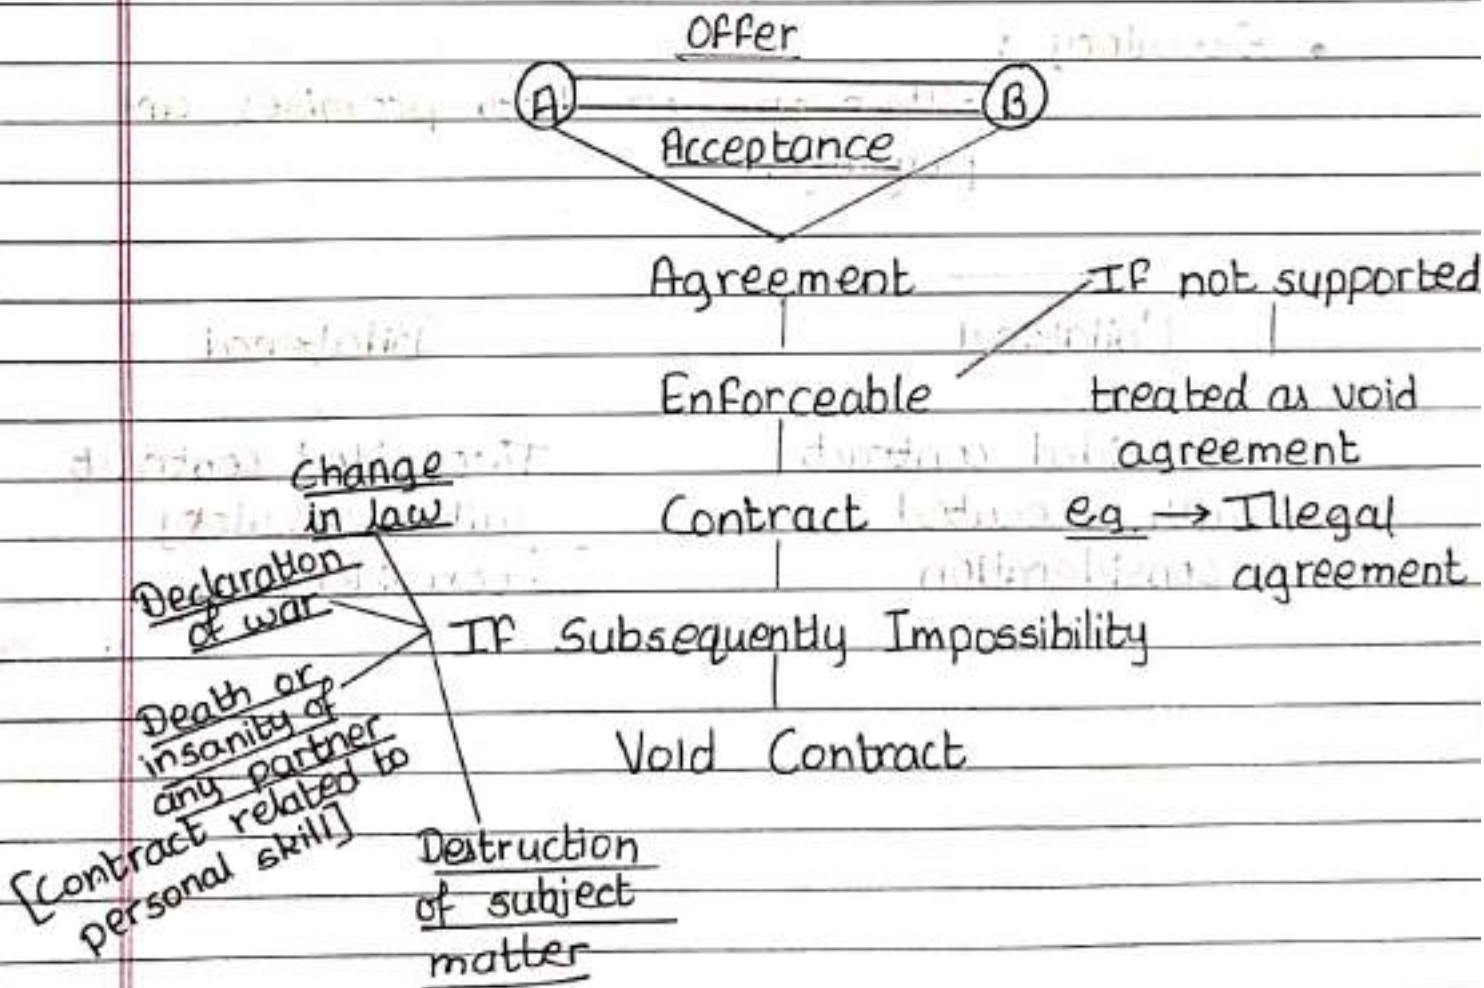 Offer
A B
Acceptance
Agreement If not supported
Enforceable treated as void
agreement
Change
in law
Contract eg. → Illegal
agreement
Declaration
of war
If Subsequently Impossibility
Death or
insanity of
any partner
[Contract related to
personal skill]
Void Contract
Destruction
of subject
matter